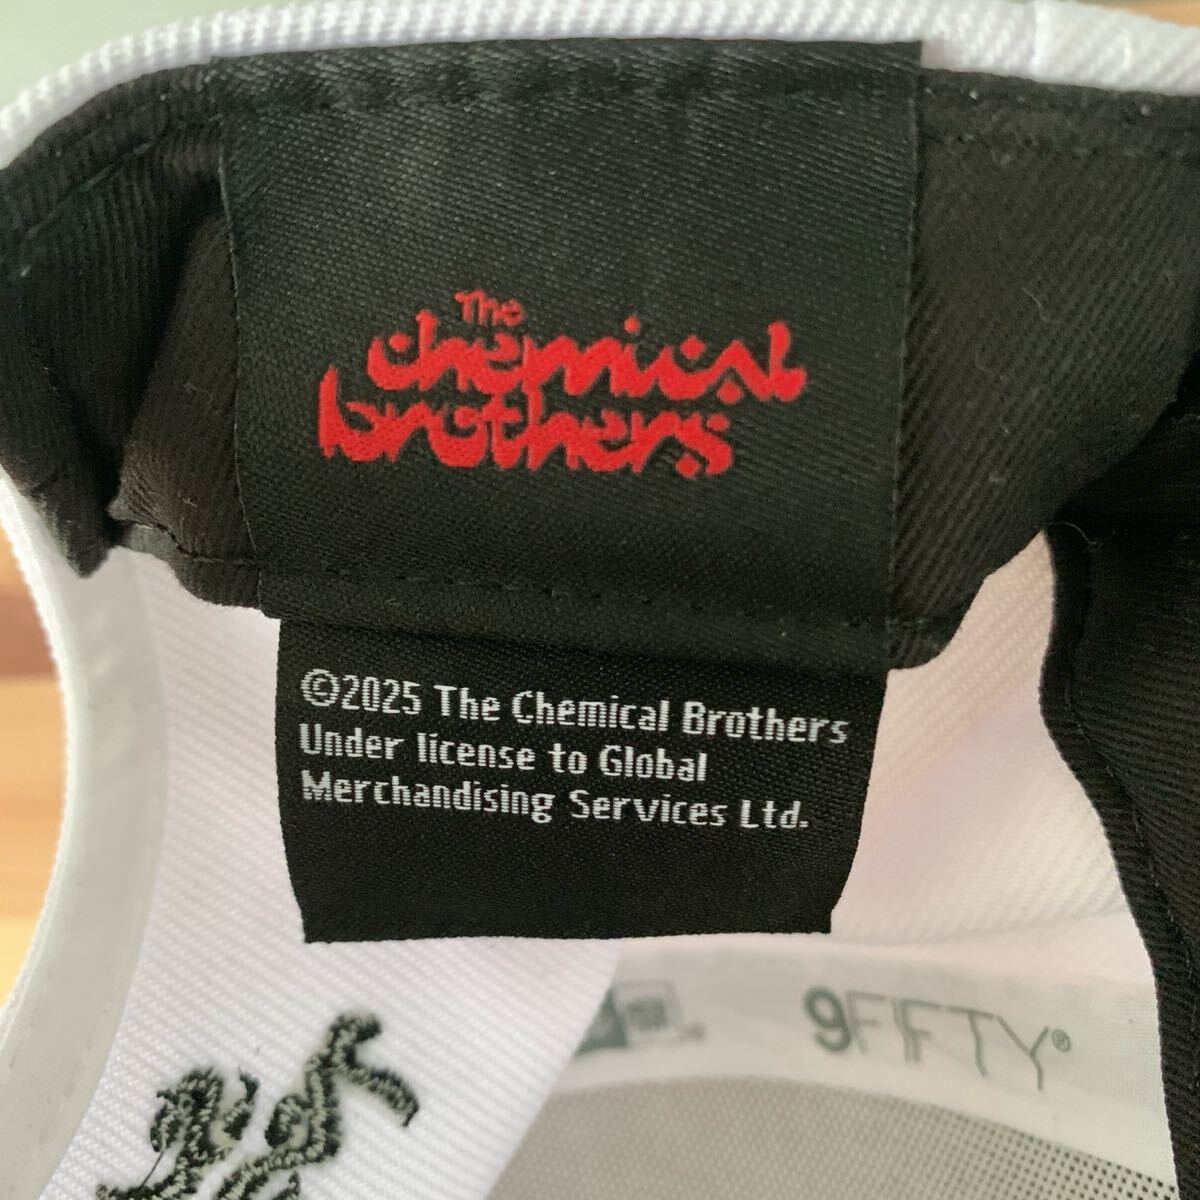 The
chemical
brothers
©2025 The Chemical Brothers
Under license to Global
Merchandising Services Ltd.
9FIFTY®